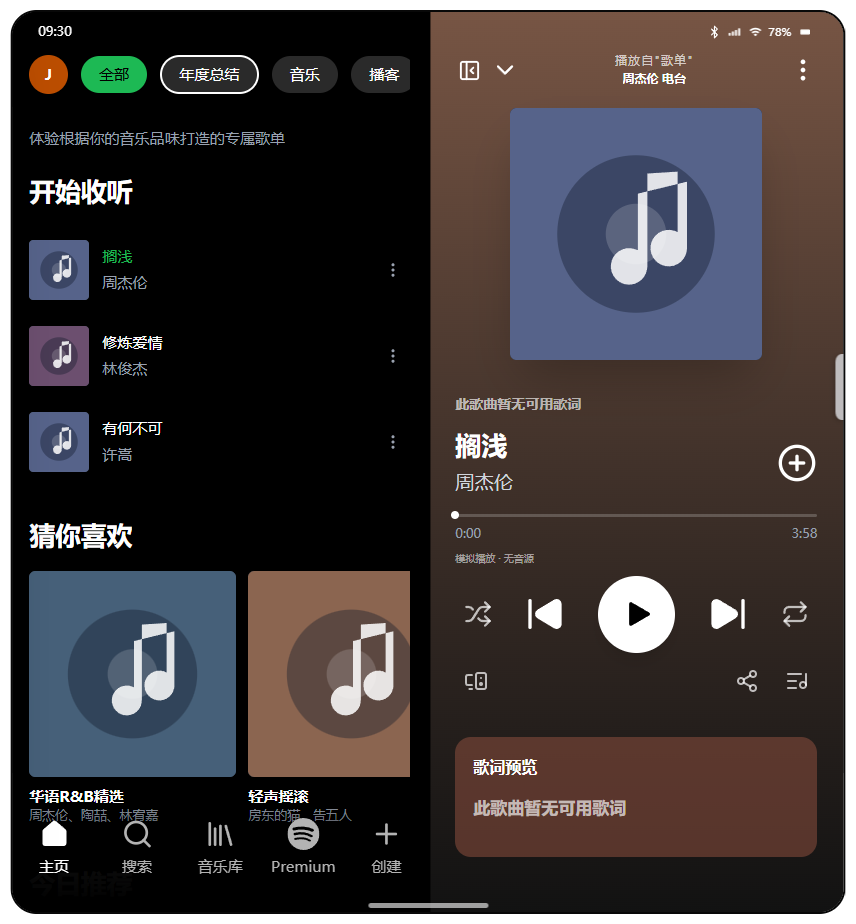 09:30
J
全部
年度总结
音乐
播客
体验根据你的音乐品味打造的专属歌单
开始收听
搁浅
周杰伦
修炼爱情
林俊杰
有何不可
许嵩
猜你喜欢
华语R&B精选
周杰伦、陶喆、林宥嘉
轻声摇滚
房东的猫、告五人
今日推荐
主页
搜索
音乐库
Premium
创建
78%
播放自"歌单"
周杰伦 电台
此歌曲暂无可用歌词
搁浅
周杰伦
0:00
3:58
模拟播放 - 无音源
歌词预览
此歌曲暂无可用歌词